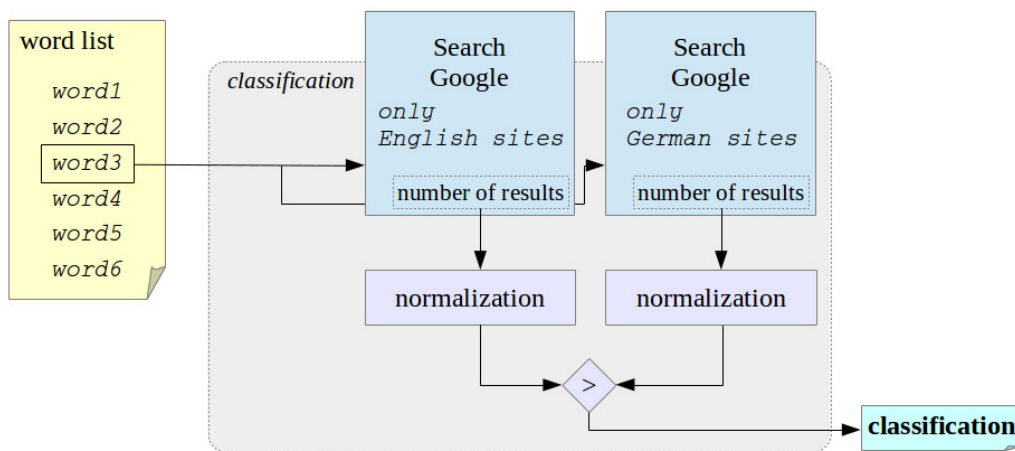 word list
word1
word2
word3
word4
word5
word6
classification
Search
Google
only
English sites
number of results
Search
Google
only
German sites
number of results
normalization
normalization
>
classification